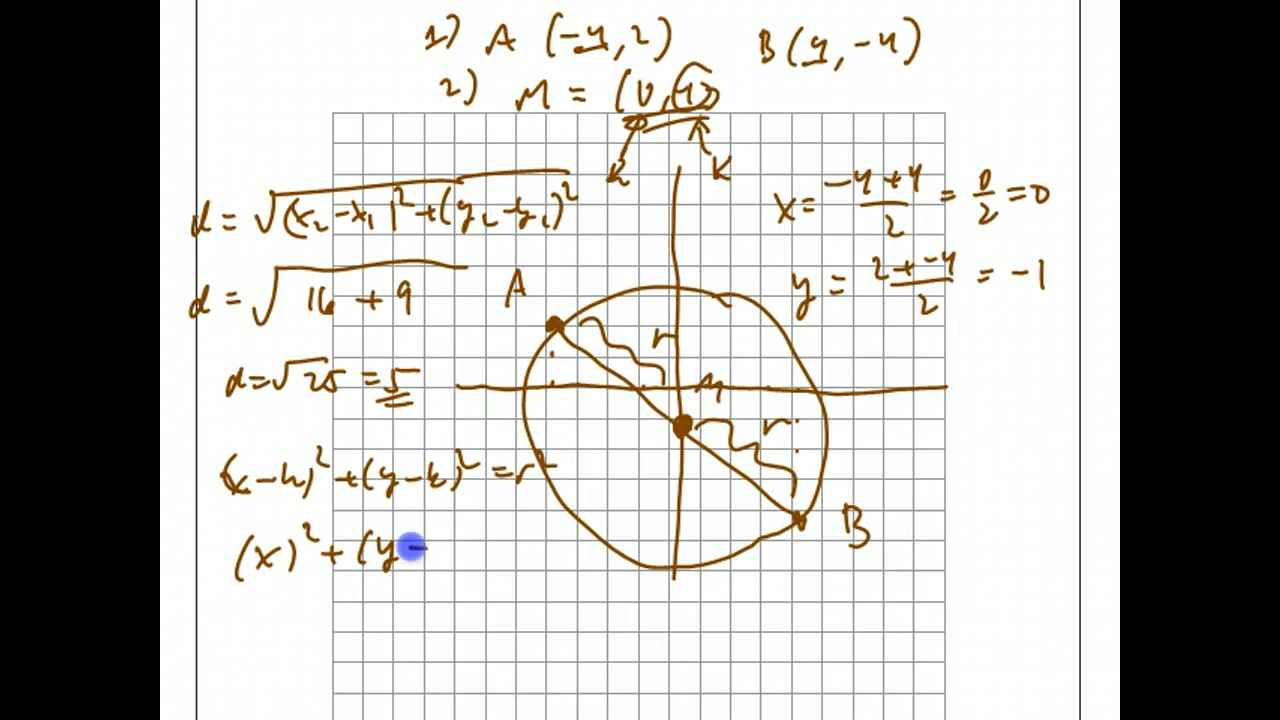 1) A (-4, 2) B (4, -4)
2) M = (0, -1)
h k
d = √(x₂ - x₁)² + (y₂ - y₁)²
x = -4 + 4 / 2 = 0 / 2 = 0
y = 2 + -4 / 2 = -1
d = √16 + 9
A
r
d = √25 = 5
M
r
(x - h)² + (y - k)² = r²
B
(x)² + (y -